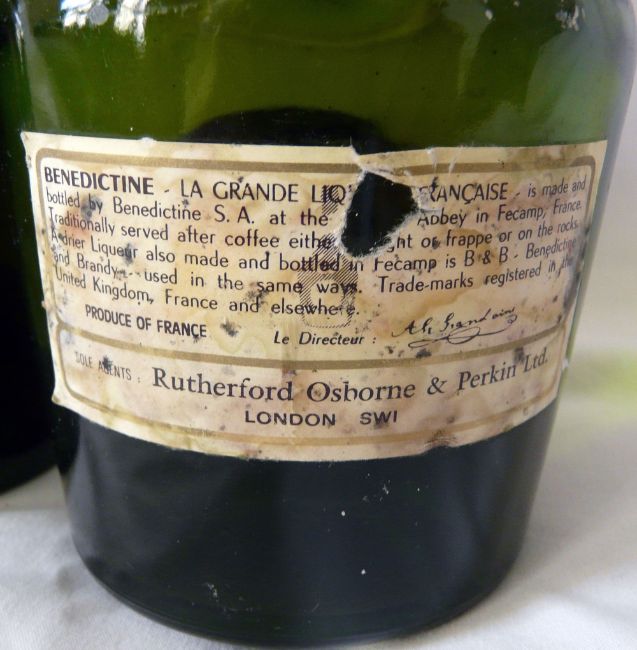 BENEDICTINE - LA GRANDE LIQ FRANÇAISE - is made and
bottled by Benedictine S. A. at the Abbey in Fecamp, France.
Traditionally served after coffee eithe ht or frappe or on the rocks.
A drier Liqueur also made and bottled in Fecamp is B & B - Benedictine
and Brandy - used in the same ways. Trade-marks registered in the
United Kingdom, France and elsewhere.
PRODUCE OF FRANCE
Le Directeur :
SOLE AGENTS : Rutherford Osborne & Perkin Ltd.
LONDON SWI